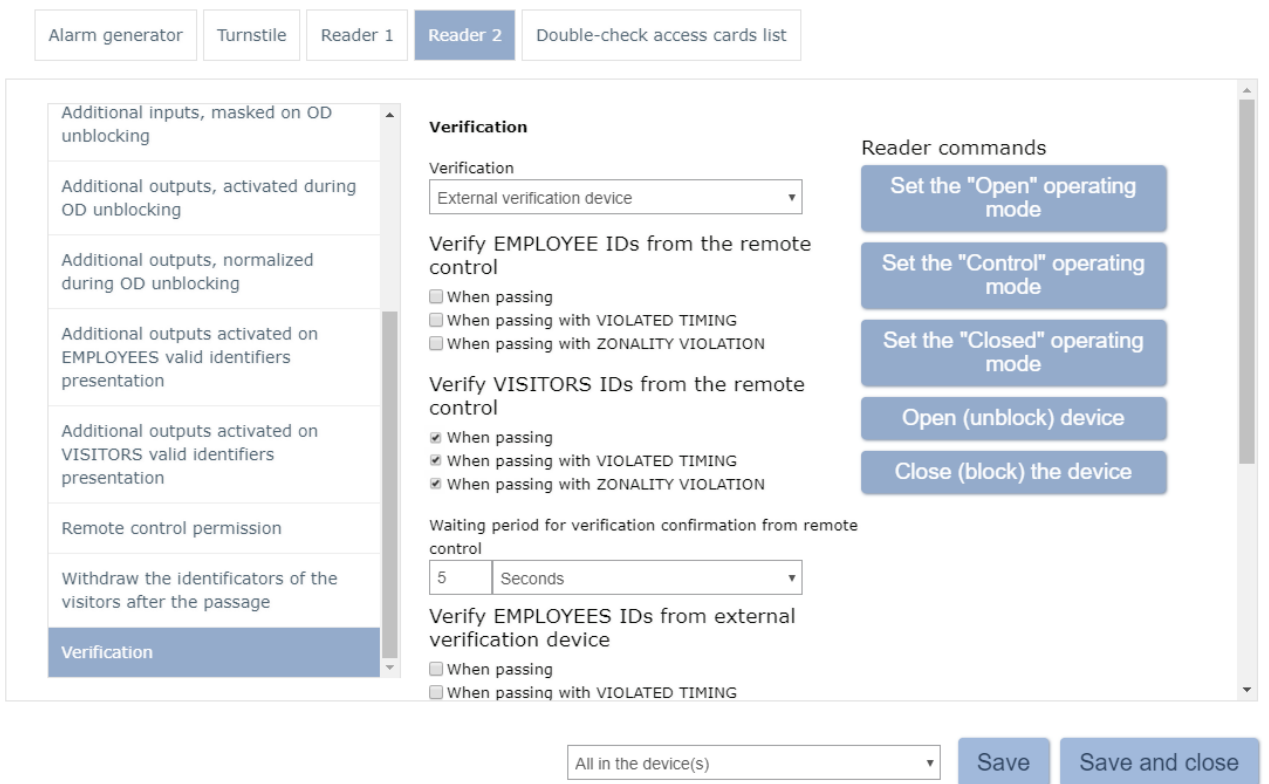 Alarm generator
Turnstile
Reader 1
Reader 2
Double-check access cards list
Additional inputs, masked on OD
unblocking
Additional outputs, activated during
OD unblocking
Additional outputs, normalized
during OD unblocking
Additional outputs activated on
EMPLOYEES valid identifiers
presentation
Additional outputs activated on
VISITORS valid identifiers
presentation
Remote control permission
Withdraw the identificators of the
visitors after the passage
Verification
Verification
Verification
External verification device
Verify EMPLOYEE IDs from the remote
control
When passing
When passing with VIOLATED TIMING
When passing with ZONALITY VIOLATION
Verify VISITORS IDs from the remote
control
When passing
When passing with VIOLATED TIMING
When passing with ZONALITY VIOLATION
Waiting period for verification confirmation from remote
control
5
Seconds
Verify EMPLOYEES IDs from external
verification device
When passing
When passing with VIOLATED TIMING
Reader commands
Set the "Open" operating
mode
Set the "Control" operating
mode
Set the "Closed" operating
mode
Open (unblock) device
Close (block) the device
All in the device(s)
Save
Save and close